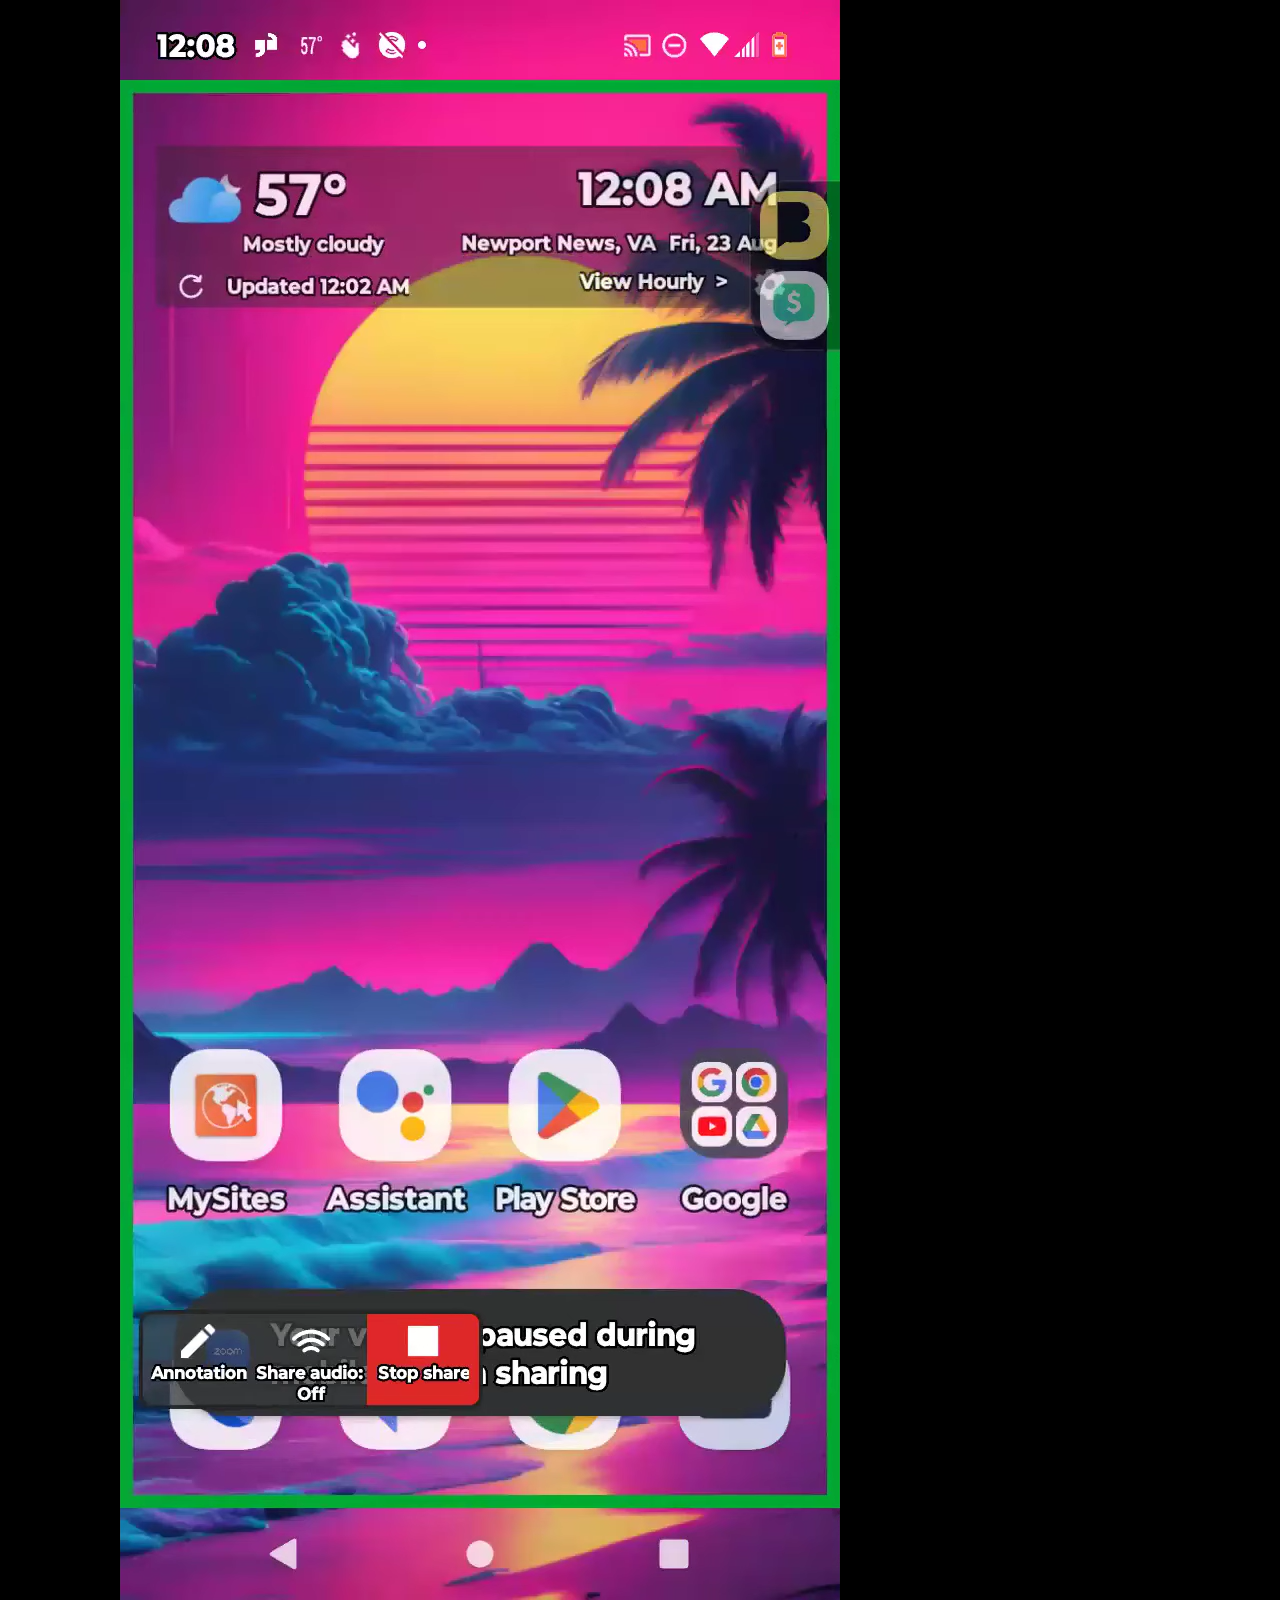 12:08 57°
57°
12:08 AM
Mostly cloudy
Newport News, VA Fri, 23 Aug
Updated 12:02 AM
View Hourly >
MySites
Assistant
Play Store
Google
paused during
sharing
zoom
Annotation
Share audio:
Off
Stop share